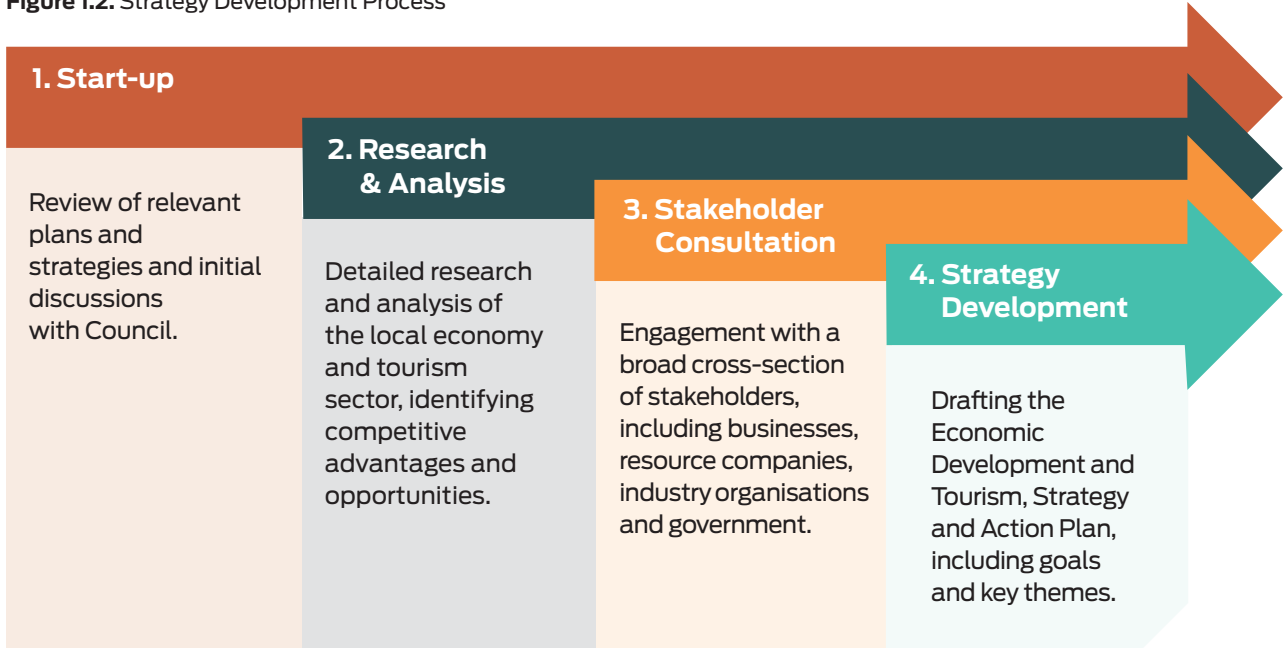 Figure 1.2. Strategy Development Process
1. Start-up
Review of relevant
plans and
strategies and initial
discussions
with Council.
2. Research
& Analysis
Detailed research
and analysis of
the local economy
and tourism
sector, identifying
competitive
advantages and
opportunities.
3. Stakeholder
Consultation
Engagement with a
broad cross-section
of stakeholders,
including businesses,
resource companies,
industry organisations
and government.
4. Strategy
Development
Drafting the
Economic
Development and
Tourism, Strategy
and Action Plan,
including goals
and key themes.